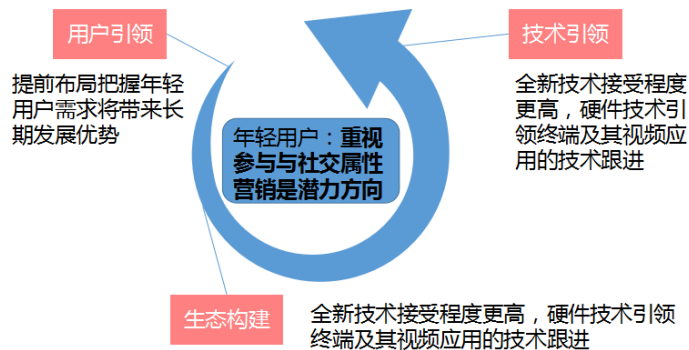 用户引领
提前布局把握年轻
用户需求将带来长
期发展优势
技术引领
全新技术接受程度
更高，硬件技术引
领终端及其视频应
用的技术跟进
年轻用户：重视
参与与社交属性
营销是潜力方向
生态构建
全新技术接受程度更高，硬件技术引领
终端及其视频应用的技术跟进